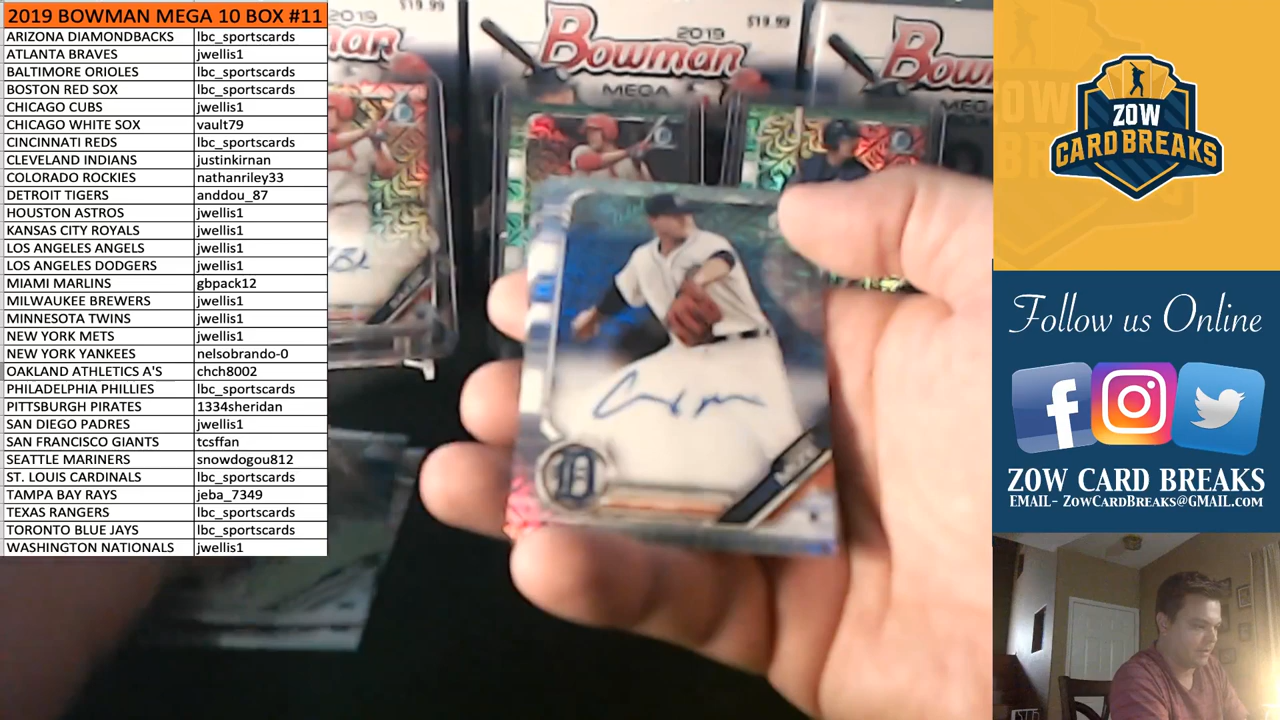 2019 BOWMAN MEGA 10 BOX #11
ARIZONA DIAMONDBACKS lbc_sportscards
ATLANTA BRAVES jwellis1
BALTIMORE ORIOLES lbc_sportscards
BOSTON RED SOX lbc_sportscards
CHICAGO CUBS jwellis1
CHICAGO WHITE SOX vault79
CINCINNATI REDS lbc_sportscards
CLEVELAND INDIANS justinkirnan
COLORADO ROCKIES nathanriley33
DETROIT TIGERS anddou_87
HOUSTON ASTROS jwellis1
KANSAS CITY ROYALS jwellis1
LOS ANGELES ANGELS jwellis1
LOS ANGELES DODGERS jwellis1
MIAMI MARLINS gbpack12
MILWAUKEE BREWERS jwellis1
MINNESOTA TWINS jwellis1
NEW YORK METS jwellis1
NEW YORK YANKEES nelsobrando-0
OAKLAND ATHLETICS A'S chch8002
PHILADELPHIA PHILLIES lbc_sportscards
PITTSBURGH PIRATES 1334sheridan
SAN DIEGO PADRES jwellis1
SAN FRANCISCO GIANTS tcsffan
SEATTLE MARINERS snowdogou812
ST. LOUIS CARDINALS lbc_sportscards
TAMPA BAY RAYS jeba_7349
TEXAS RANGERS lbc_sportscards
TORONTO BLUE JAYS lbc_sportscards
WASHINGTON NATIONALS jwellis1
2019 $19.99
2019 $19.99
Bowman
MEGA
D
ZOW
CARD BREAKS
Follow us Online
f
ZOW CARD BREAKS
EMAIL- ZOWCARDBREAKS@GMAIL.COM